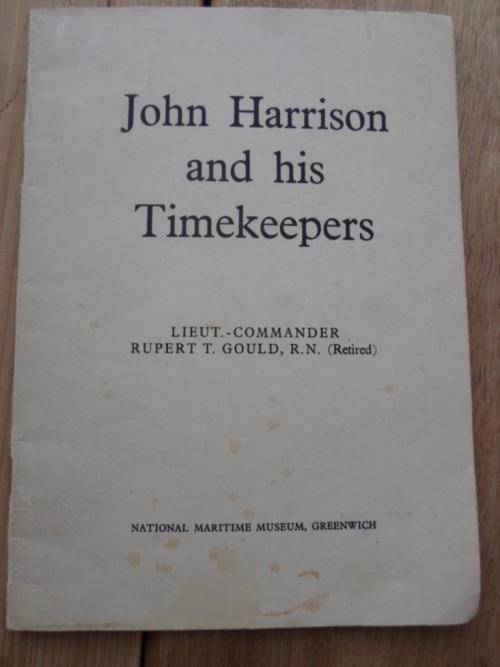 John Harrison
and his
Timekeepers
LIEUT.-COMMANDER
RUPERT T. GOULD, R.N. (Retired)
NATIONAL MARITIME MUSEUM, GREENWICH